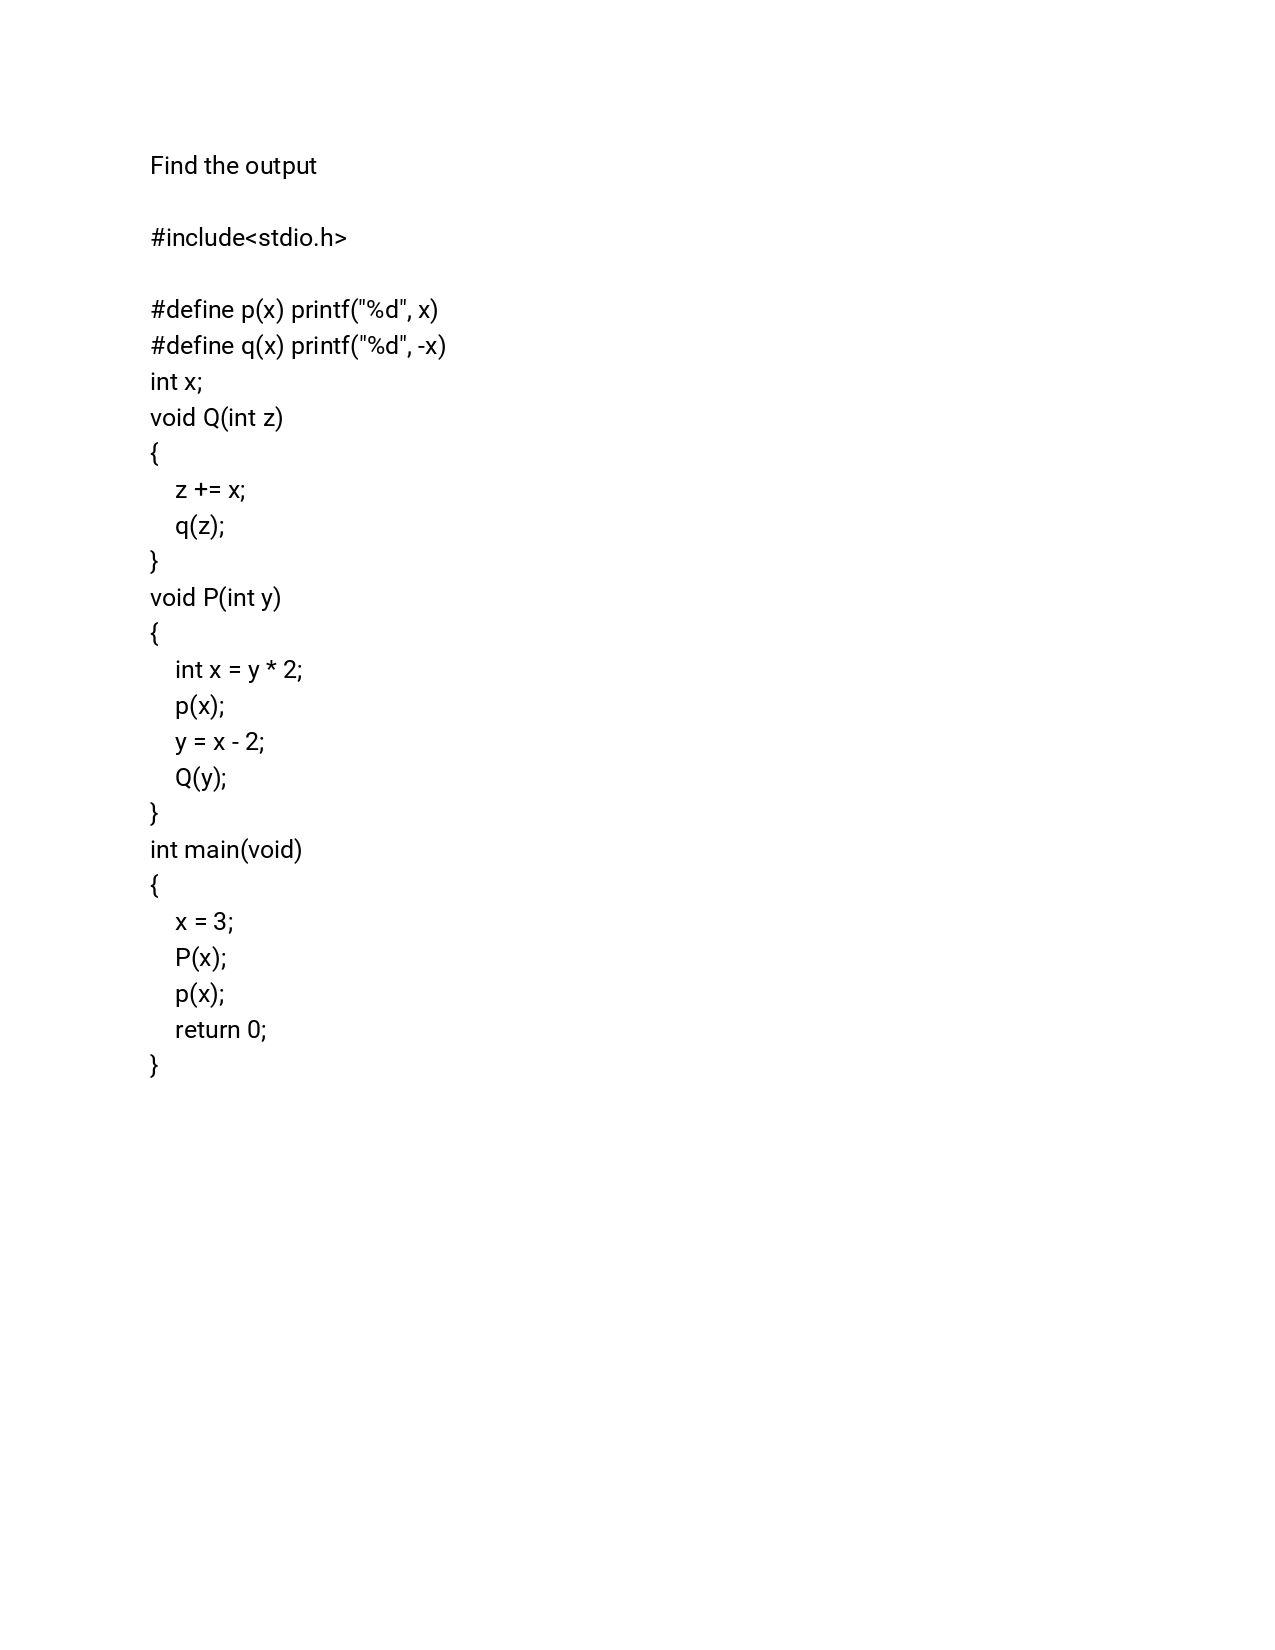 Find the output
#include<stdio.h>
#define p(x) printf("%d", x)
#define q(x) printf("%d", -x)
int x;
void Q(int z)
{
z += x;
q(z);
}
void P(int y)
{
int x = y * 2;
p(x);
y = x - 2;
Q(y);
}
int main(void)
{
x = 3;
P(x);
p(x);
return 0;
}